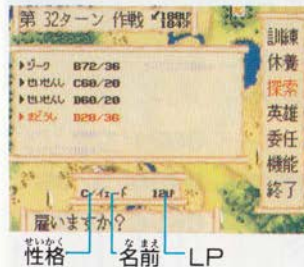 第 32ターン 作戦
訓練
休養
探索
英雄
委任
機能
終了
▶ジーク B72/36
▶せいせんし C60/20
▶せいせんし D60/20
▶まどうし D28/36
雇いますか?
せいかく
性格
なまえ
名前
LP